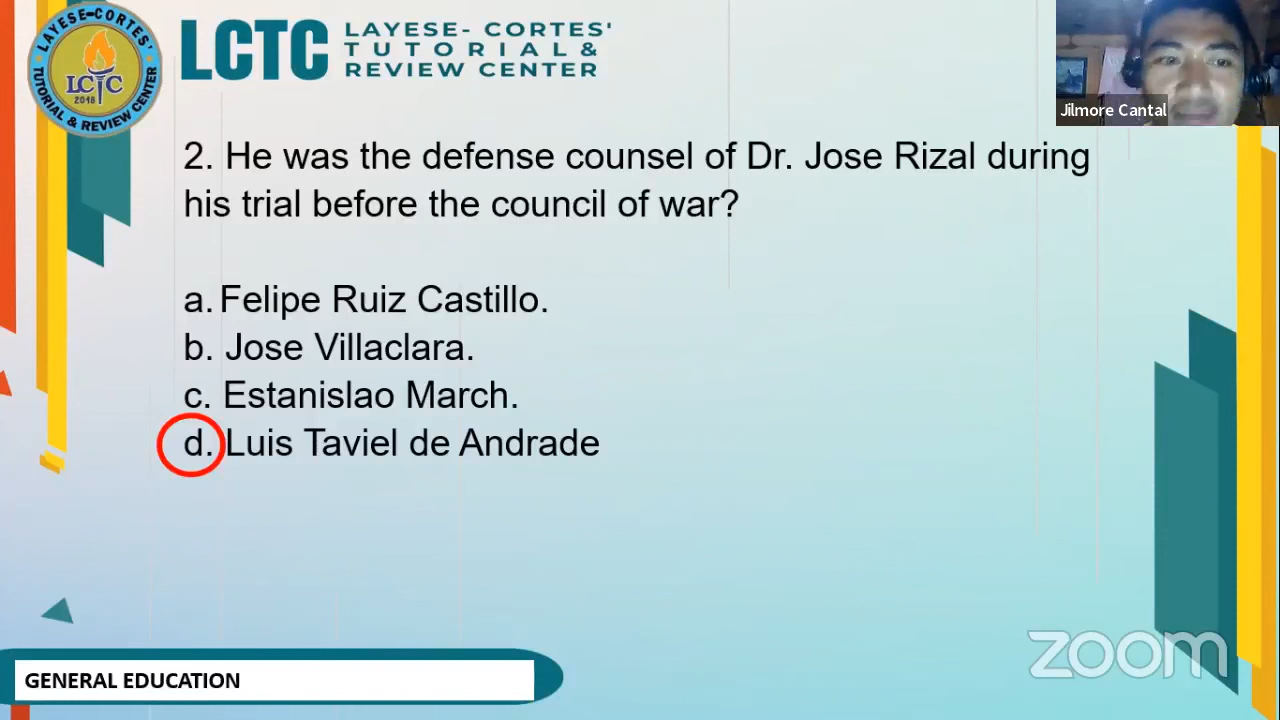 LAYESE-CORTES'
TUTORIAL & REVIEW CENTER
LCTC
2018
LCTC
LAYESE- CORTES'
TUTORIAL &
REVIEW CENTER
Jilmore Cantal
2. He was the defense counsel of Dr. Jose Rizal during
his trial before the council of war?
a. Felipe Ruiz Castillo.
b. Jose Villaclara.
c. Estanislao March.
d. Luis Taviel de Andrade
zoom
GENERAL EDUCATION